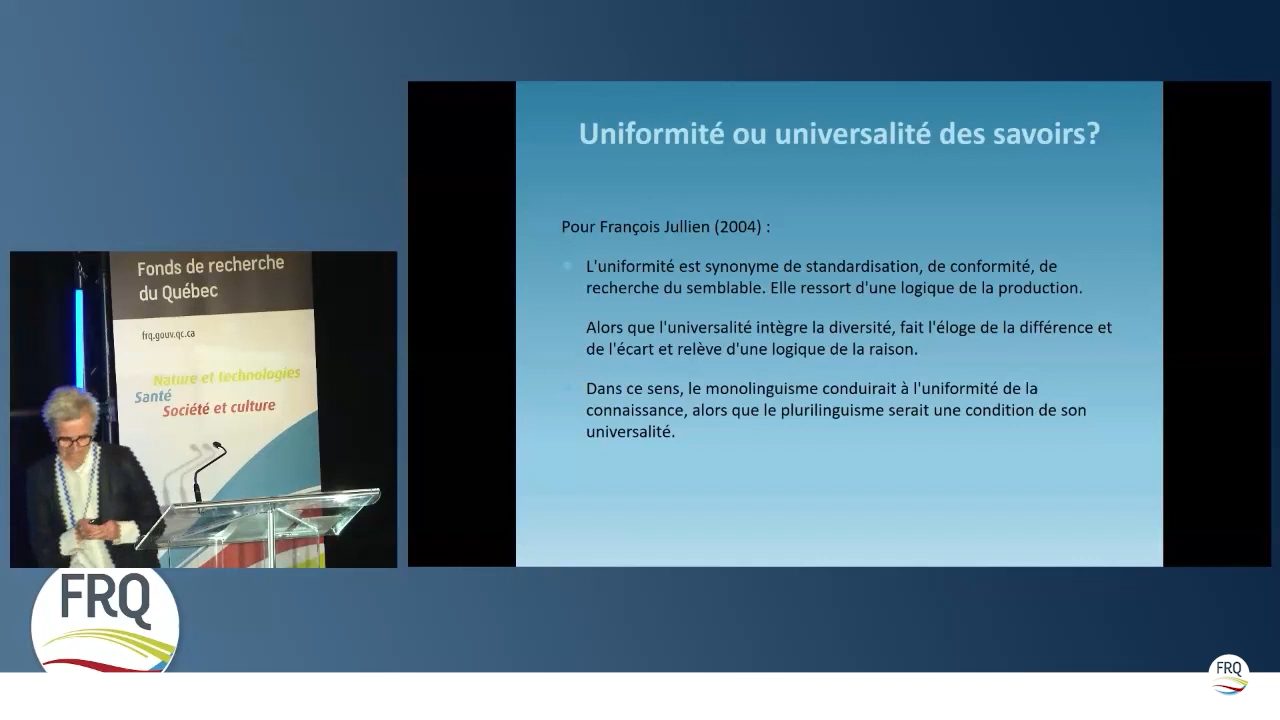 Uniformité ou universalité des savoirs?
Pour François Jullien (2004) :
L'uniformité est synonyme de standardisation, de conformité, de
recherche du semblable. Elle ressort d'une logique de la production.
Alors que l'universalité intègre la diversité, fait l'éloge de la différence et
de l'écart et relève d'une logique de la raison.
Dans ce sens, le monolinguisme conduirait à l'uniformité de la
connaissance, alors que le plurilinguisme serait une condition de son
universalité.
Fonds de recherche
du Québec
frq.gouv.qc.ca
Nature et technologies
Santé
Société et culture
FRQ
FRQ